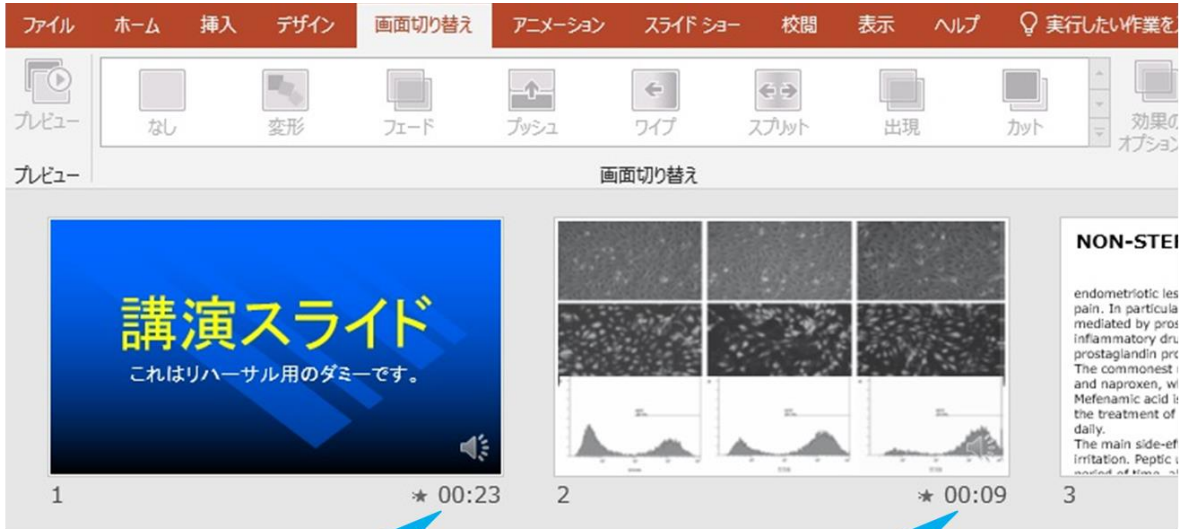 ファイル ホーム 挿入 デザイン 画面切り替え アニメーション スライド ショー 校閲 表示 ヘルプ 実行したい作業を
プレビュー なし 変形 フェード プッシュ ワイプ スプリット 出現 カット 効果の
オプション
プレビュー 画面切り替え
講演スライド
これはリハーサル用のダミーです。
NON-STE
endometriotic les
pain. In particula
mediated by pros
inflammatory dru
prostaglandin pro
The commonest
and naproxen, w
Mefenamic acid i
the treatment of
daily.
The main side-ef
irritation. Peptic
1 00:23 2 00:09 3